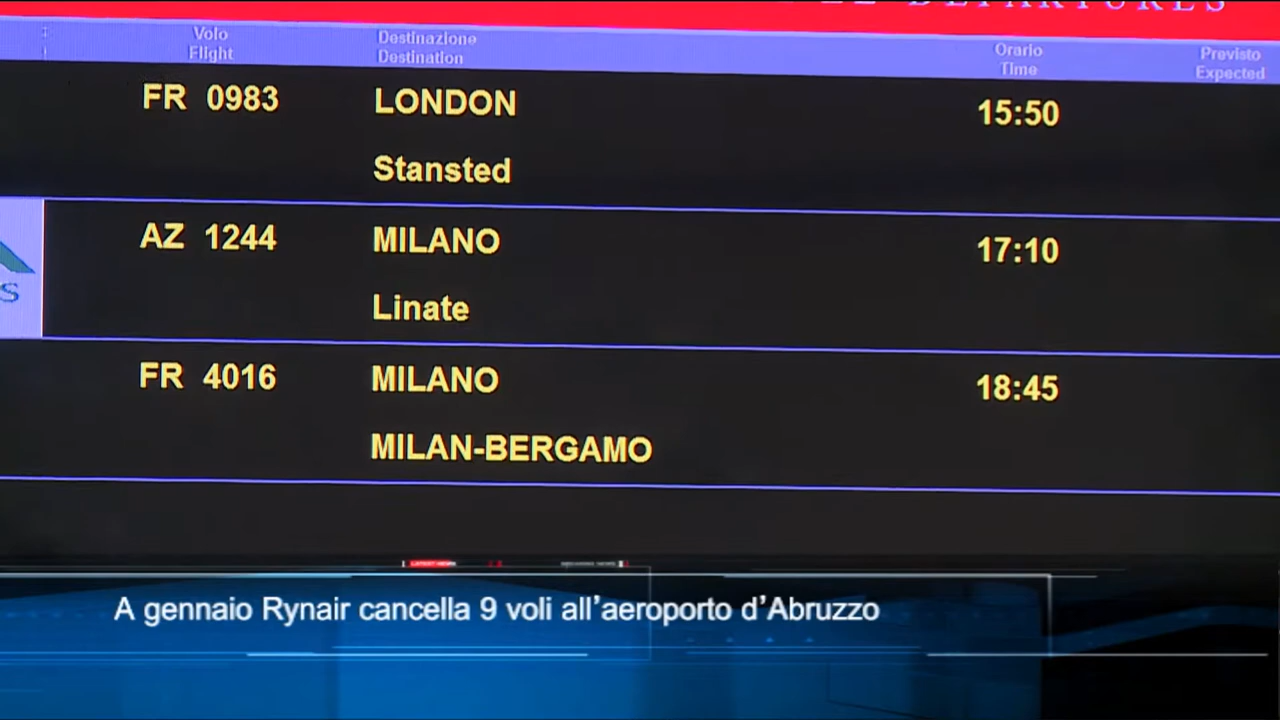 DEPARTURES
Volo Destinazione Orario Previsto
Flight Destination Time Expected
FR 0983 LONDON 15:50
Stansted
AZ 1244 MILANO 17:10
Linate
FR 4016 MILANO 18:45
MILAN-BERGAMO
A gennaio Rynair cancella 9 voli all'aeroporto d'Abruzzo